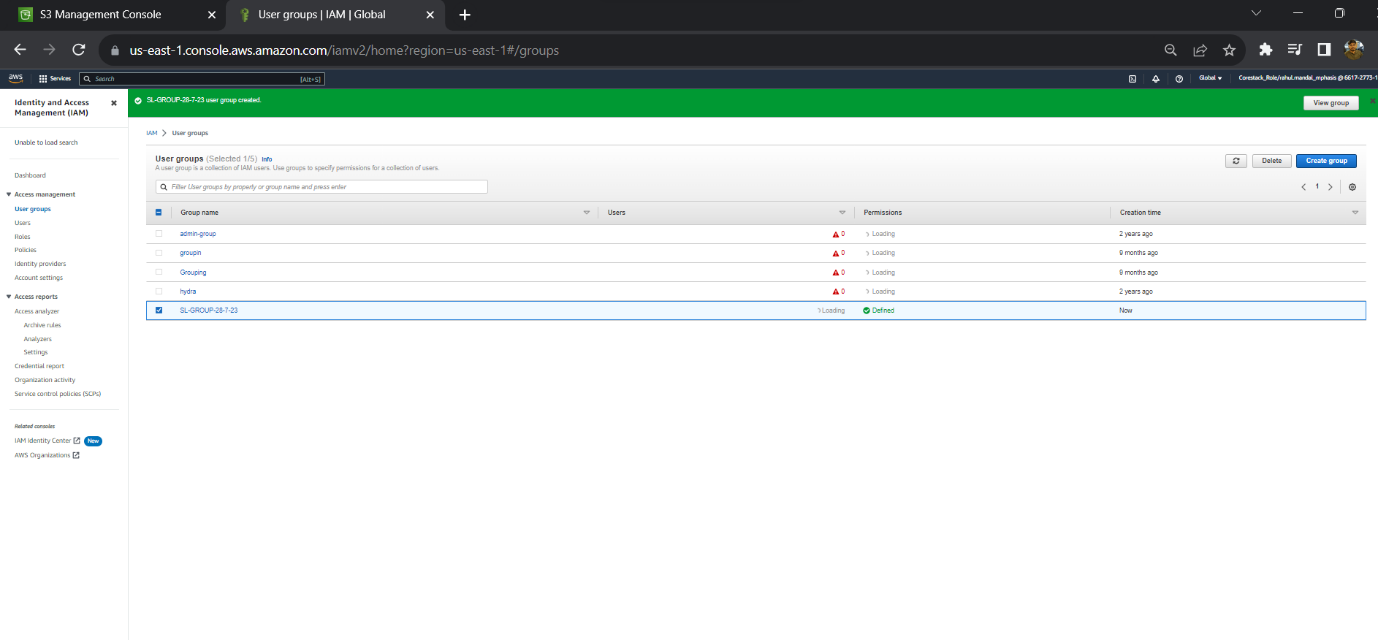 S3 Management Console
User groups | IAM | Global
us-east-1.console.aws.amazon.com/iamv2/home?region=us-east-1#/groups
aws
Services
Search
[Alt+S]
Global
Corestack_Role/rahul.mandal_mphasis @ 6617-2773-1
Identity and Access
Management (IAM)
SL-GROUP-28-7-23 user group created.
View group
Unable to load search
Dashboard
Access management
User groups
Users
Roles
Policies
Identity providers
Account settings
Access reports
Access analyzer
Archive rules
Analyzers
Settings
Credential report
Organization activity
Service control policies (SCPs)
Related consoles
IAM Identity Center New
AWS Organizations
IAM > User groups
User groups (Selected 1/5) Info
A user group is a collection of IAM users. Use groups to specify permissions for a collection of users.
Delete
Create group
Filter User groups by property or group name and press enter
1
Group name Users Permissions Creation time
admin-group 0 Loading 2 years ago
groupin 0 Loading 9 months ago
Grouping 0 Loading 9 months ago
hydra 0 Loading 2 years ago
SL-GROUP-28-7-23 Loading Defined Now